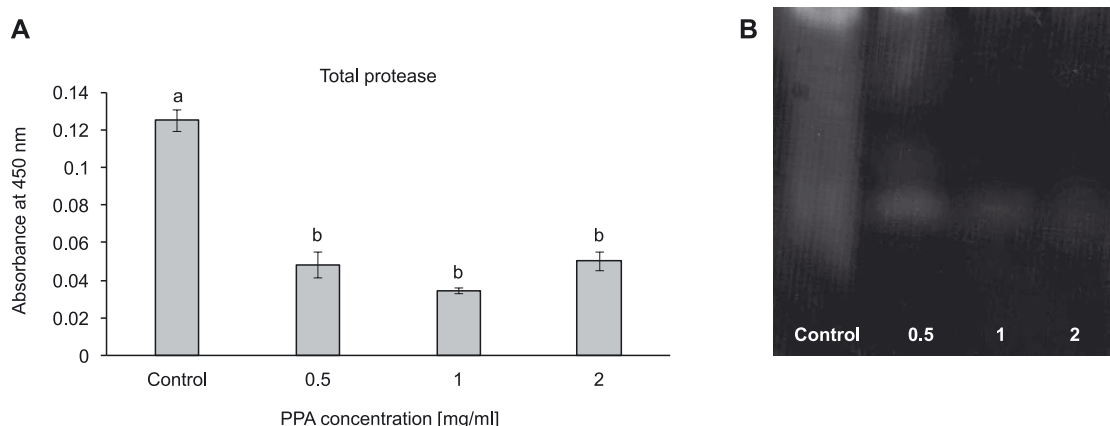 A
Total protease
Absorbance at 450 nm
0.14
0.12
0.1
0.08
0.06
0.04
0.02
0
a
b
b
b
Control 0.5 1 2
PPA concentration [mg/ml]
B
Control 0.5 1 2